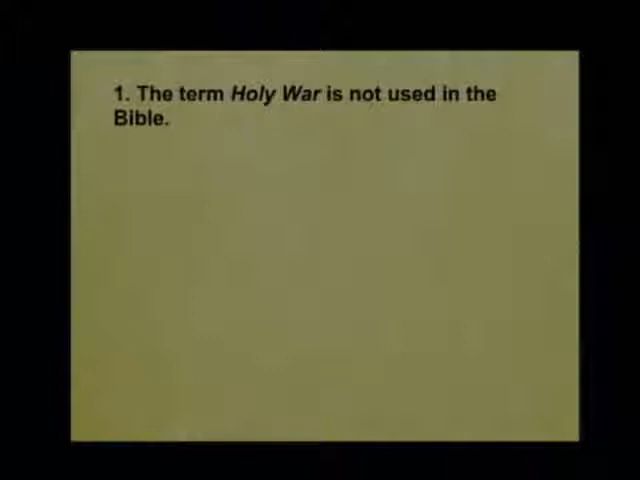 1. The term Holy War is not used in the
Bible.